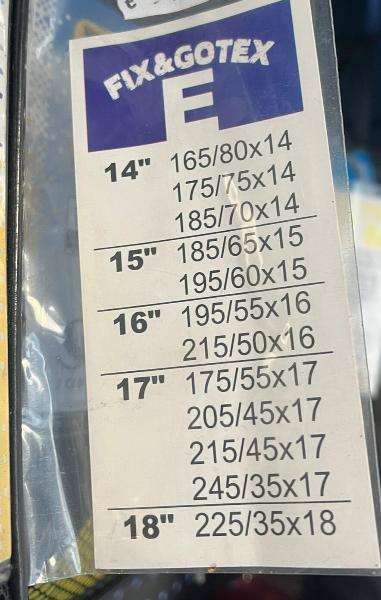 FIX&GOTEX
E
14" 165/80x14
175/75x14
185/70x14
15" 185/65x15
195/60x15
16" 195/55x16
215/50x16
17" 175/55x17
205/45x17
215/45x17
245/35x17
18" 225/35x18